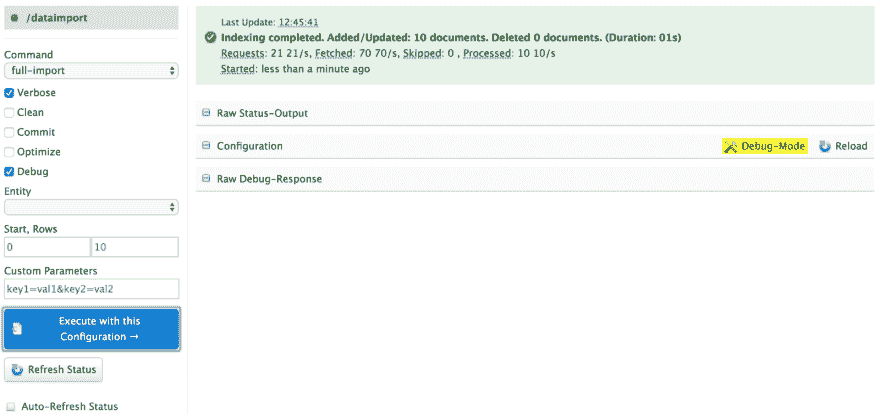 /dataimport
Command
full-import
Verbose
Clean
Commit
Optimize
Debug
Entity
Start, Rows
0 10
Custom Parameters
key1=val1&key2=val2
Execute with this
Configuration →
Refresh Status
Auto-Refresh Status
Last Update: 12:45:41
Indexing completed. Added/Updated: 10 documents. Deleted 0 documents. (Duration: 01s)
Requests: 21 21/s, Fetched: 70 70/s, Skipped: 0 , Processed: 10 10/s
Started: less than a minute ago
Raw Status-Output
Configuration Debug-Mode Reload
Raw Debug-Response